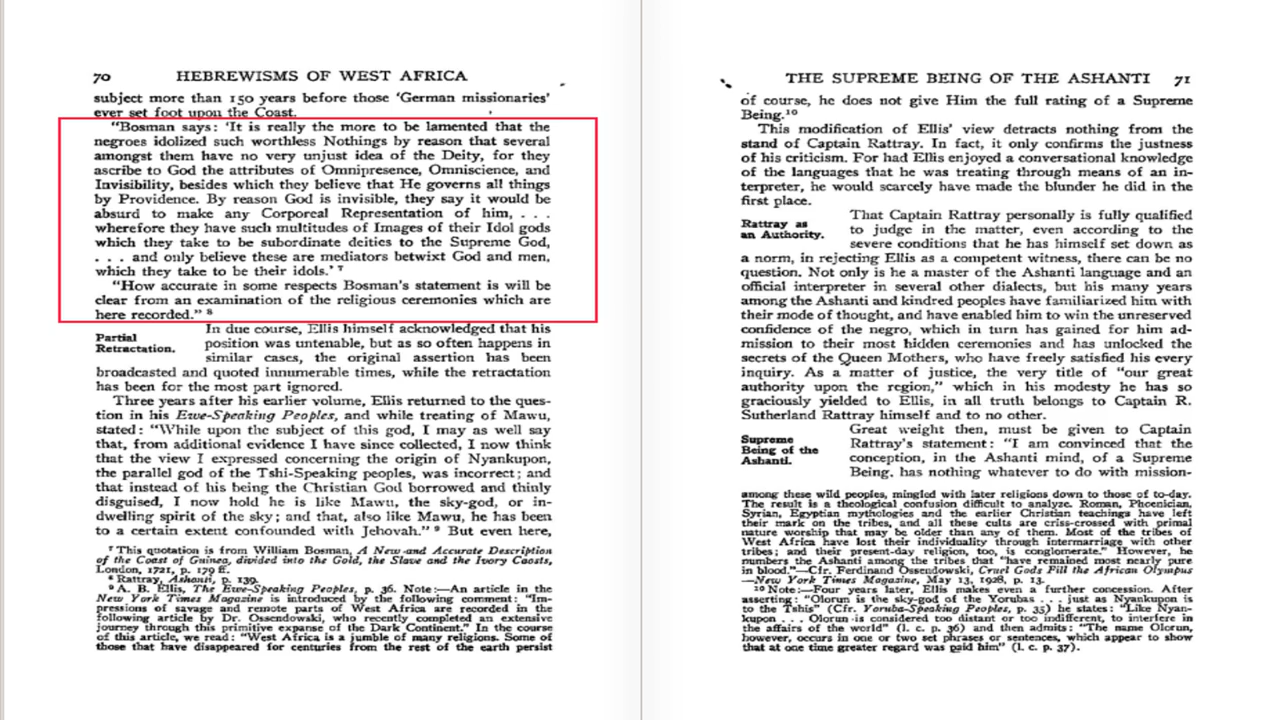 70 HEBREWISMS OF WEST AFRICA
subject more than 150 years before those 'German missionaries'
ever set foot upon the Coast.
"Bosman says: 'It is really the more to be lamented that the
negroes idolized such worthless Nothings by reason that several
amongst them have no very unjust idea of the Deity, for they
ascribe to God the attributes of Omnipresence, Omniscience, and
Invisibility, besides which they believe that He governs all things
by Providence. By reason God is invisible, they say it would be
absurd to make any Corporeal Representation of him, . . .
wherefore they have such multitudes of Images of their Idol gods
which they take to be subordinate deities to the Supreme God,
. . . and only believe these are mediators betwixt God and men,
which they take to be their idols.' 7
"How accurate in some respects Bosman's statement is will be
clear from an examination of the religious ceremonies which are
here recorded." 8
Partial
Retractation.
In due course, Ellis himself acknowledged that his
position was untenable, but as so often happens in
similar cases, the original assertion has been
broadcasted and quoted innumerable times, while the retractation
has been for the most part ignored.
Three years after his earlier volume, Ellis returned to the ques-
tion in his Ewe-Speaking Peoples, and while treating of Mawu,
stated: "While upon the subject of this god, I may as well say
that, from additional evidence I have since collected, I now think
that the view I expressed concerning the origin of Nyankupon,
the parallel god of the Tshi-Speaking peoples, was incorrect; and
that instead of his being the Christian God borrowed and thinly
disguised, I now hold he is like Mawu, the sky-god, or in-
dwelling spirit of the sky; and that, also like Mawu, he has been
to a certain extent confounded with Jehovah." 9 But even here,
7 This quotation is from William Bosman, A New and Accurate Description
of the Coast of Guinea, divided into the Gold, the Slave and the Ivory Coasts,
London, 1721, p. 179 ff.
8 Rattray, Ashanti, p. 139.
9 A. B. Ellis, The Ewe-Speaking Peoples, p. 36. Note:—An article in the
New York Times Magazine is introduced by the following comment: "Im-
pressions of savage and remote parts of West Africa are recorded in the
following article by Dr. Ossendowski, who recently completed an extensive
journey through this primitive expanse of the Dark Continent." In the course
of this article, we read: "West Africa is a jumble of many religions. Some of
those that have disappeared for centuries from the rest of the earth persist
THE SUPREME BEING OF THE ASHANTI 71
of course, he does not give Him the full rating of a Supreme
Being.10
This modification of Ellis' view detracts nothing from the
stand of Captain Rattray. In fact, it only confirms the justness
of his criticism. For had Ellis enjoyed a conversational knowledge
of the languages that he was treating through means of an in-
terpreter, he would scarcely have made the blunder he did in the
first place.
Rattray as
an Authority.
That Captain Rattray personally is fully qualified
to judge in the matter, even according to the
severe conditions that he has himself set down as
a norm, in rejecting Ellis as a competent witness, there can be no
question. Not only is he a master of the Ashanti language and an
official interpreter in several other dialects, but his many years
among the Ashanti and kindred peoples have familiarized him with
their mode of thought, and have enabled him to win the unreserved
confidence of the negro, which in turn has gained for him ad-
mission to their most hidden ceremonies and has unlocked the
secrets of the Queen Mothers, who have freely satisfied his every
inquiry. As a matter of justice, the very title of "our great
authority upon the region," which in his modesty he has so
graciously yielded to Ellis, in all truth belongs to Captain R.
Sutherland Rattray himself and to no other.
Supreme
Being of the
Ashanti.
Great weight then, must be given to Captain
Rattray's statement: "I am convinced that the
conception, in the Ashanti mind, of a Supreme
Being, has nothing whatever to do with mission-
among these wild peoples, mingled with later religions down to those of to-day.
The result is a theological confusion difficult to analyze. Roman, Phoenician,
Syrian, Egyptian mythologies and the earlier Christian teachings have left
their mark on the tribes, and all these cults are criss-crossed with primal
nature worship that may be older than any of them. Most of the tribes of
West Africa have lost their individuality through intermarriage with other
tribes; and their present-day religion, too, is conglomerate." However, he
numbers the Ashanti among the tribes that "have remained most nearly pure
in blood."—Cfr. Ferdinand Ossendowski, Cruel Gods Fill the African Olympus
—New York Times Magazine, May 13, 1928, p. 13.
10 Note:—Four years later, Ellis makes even a further concession. After
asserting: "Olorun is the sky-god of the Yorubas . . . just as Nyankupon is
to the Tshis" (Cfr. Yoruba-Speaking Peoples, p. 35) he states: "Like Nyan-
kupon . . . Olorun is considered too distant or too indifferent, to interfere in
the affairs of the world" (l. c. p. 36) and then admits: "The name Olorun,
however, occurs in one or two set phrases or sentences, which appear to show
that at one time greater regard was paid him" (l. c. p. 37).